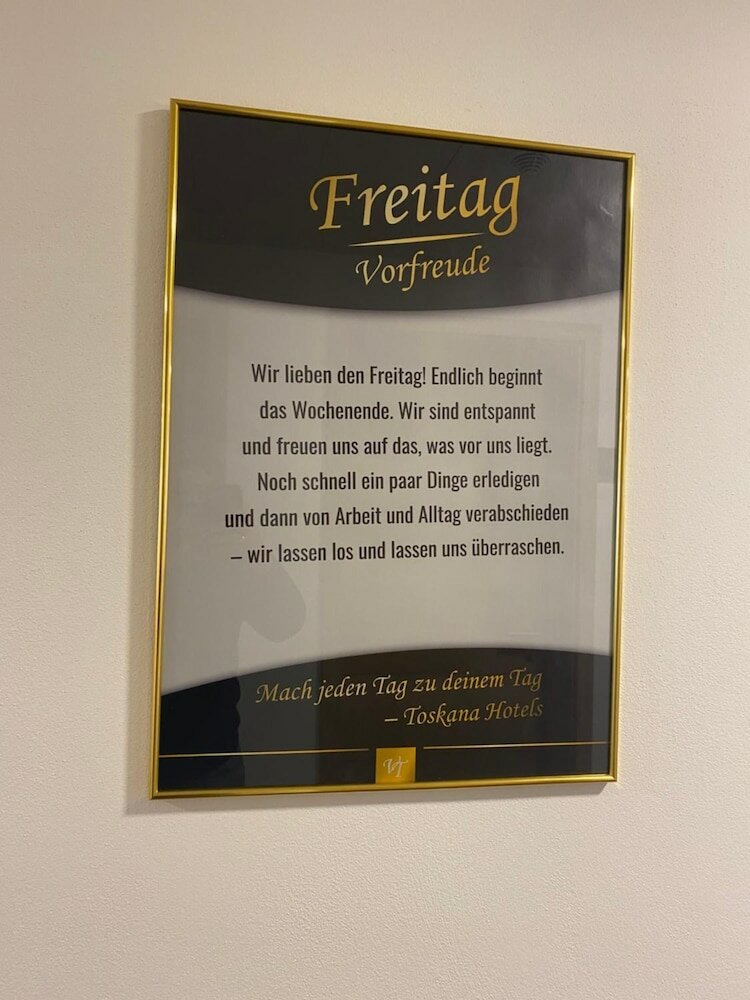 Freitag
Vorfreude
Wir lieben den Freitag! Endlich beginnt
das Wochenende. Wir sind entspannt
und freuen uns auf das, was vor uns liegt.
Noch schnell ein paar Dinge erledigen
und dann von Arbeit und Alltag verabschieden
– wir lassen los und lassen uns überraschen.
Mach jeden Tag zu deinem Tag
– Toskana Hotels